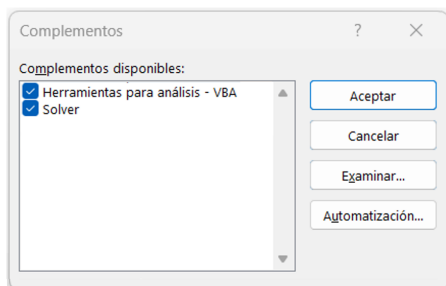 Complementos
Complementos disponibles:
Herramientas para análisis - VBA
Solver
Aceptar
Cancelar
Examinar...
Automatización...